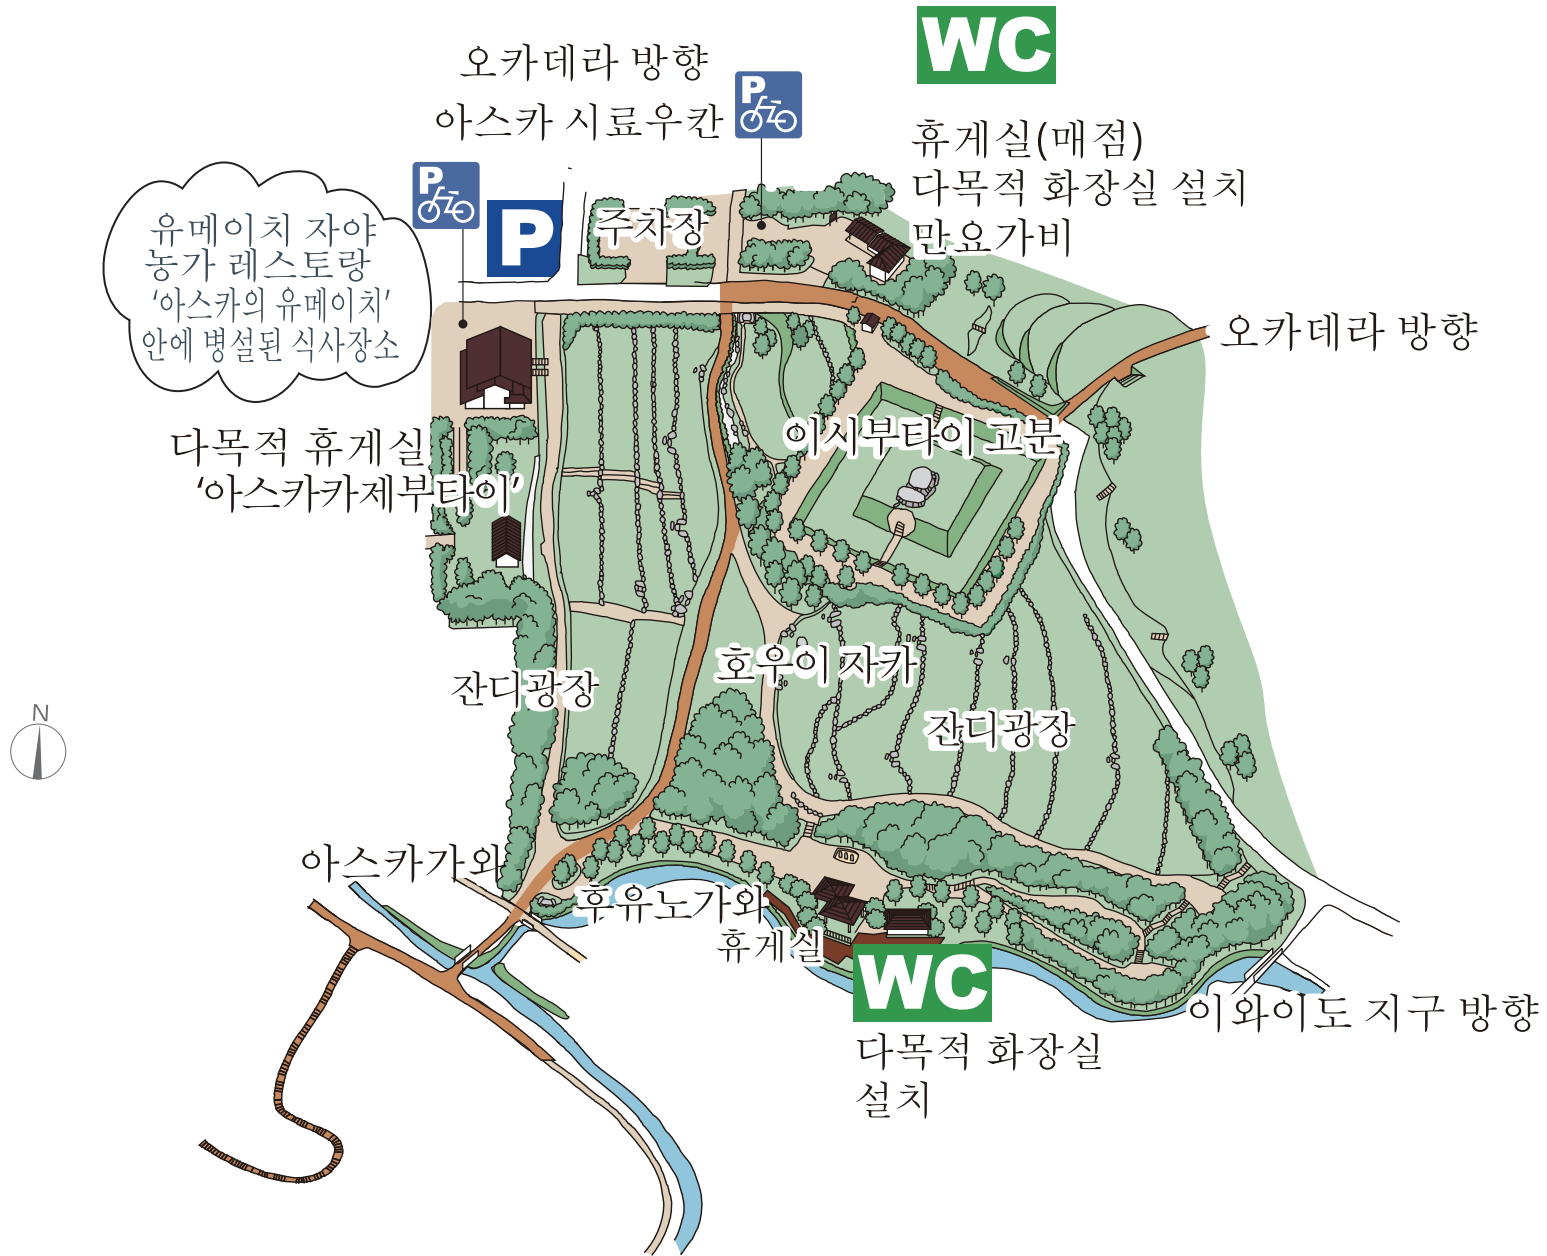 WC
오카데라 방향
P
아스카 시료우칸
휴게실(매점)
다목적 화장실 설치
만요가비
P
P
주차장
유메이치 자야
농가 레스토랑
‘아스카의 유메이치’
안에 병설된 식사장소
오카데라 방향
이시부타이 고분
다목적 휴게실
‘아스카카제부타이’
호우이 자카
잔디광장
잔디광장
N
아스카가와
후유노가와
휴게실
WC
이와이도 지구 방향
다목적 화장실
설치